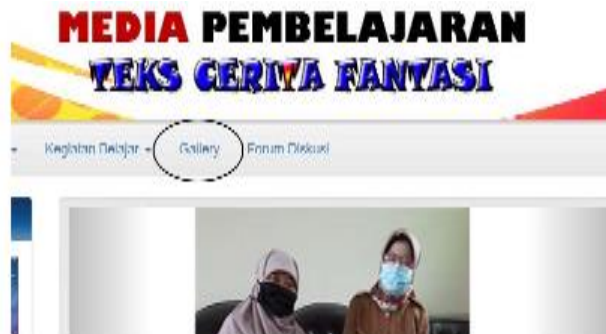 MEDIA PEMBELAJARAN
TEKS CERITA FANTASI
Kegiatan Belajar Gallery Forum Diskusi